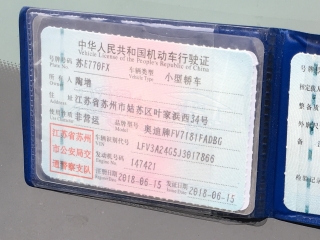 中华人民共和国机动车行驶证
Vehicle License of the People's Republic of China
号牌号码 苏E770FX 车辆类型 小型轿车
Plate No. Vehicle Type
所有人 陶增
Owner
住址 江苏省苏州市姑苏区叶家浜西34号
Address
使用性质 非营运 品牌型号 奥迪牌FV7181FADBG
Model
江苏省苏州 车辆识别代号 LFV3A24G5J3017866
市公安局交 发动机号码 147421
Engine No.
通警察支队 注册日期 2018-06-15 发证日期 2018-06-15
Issue Date